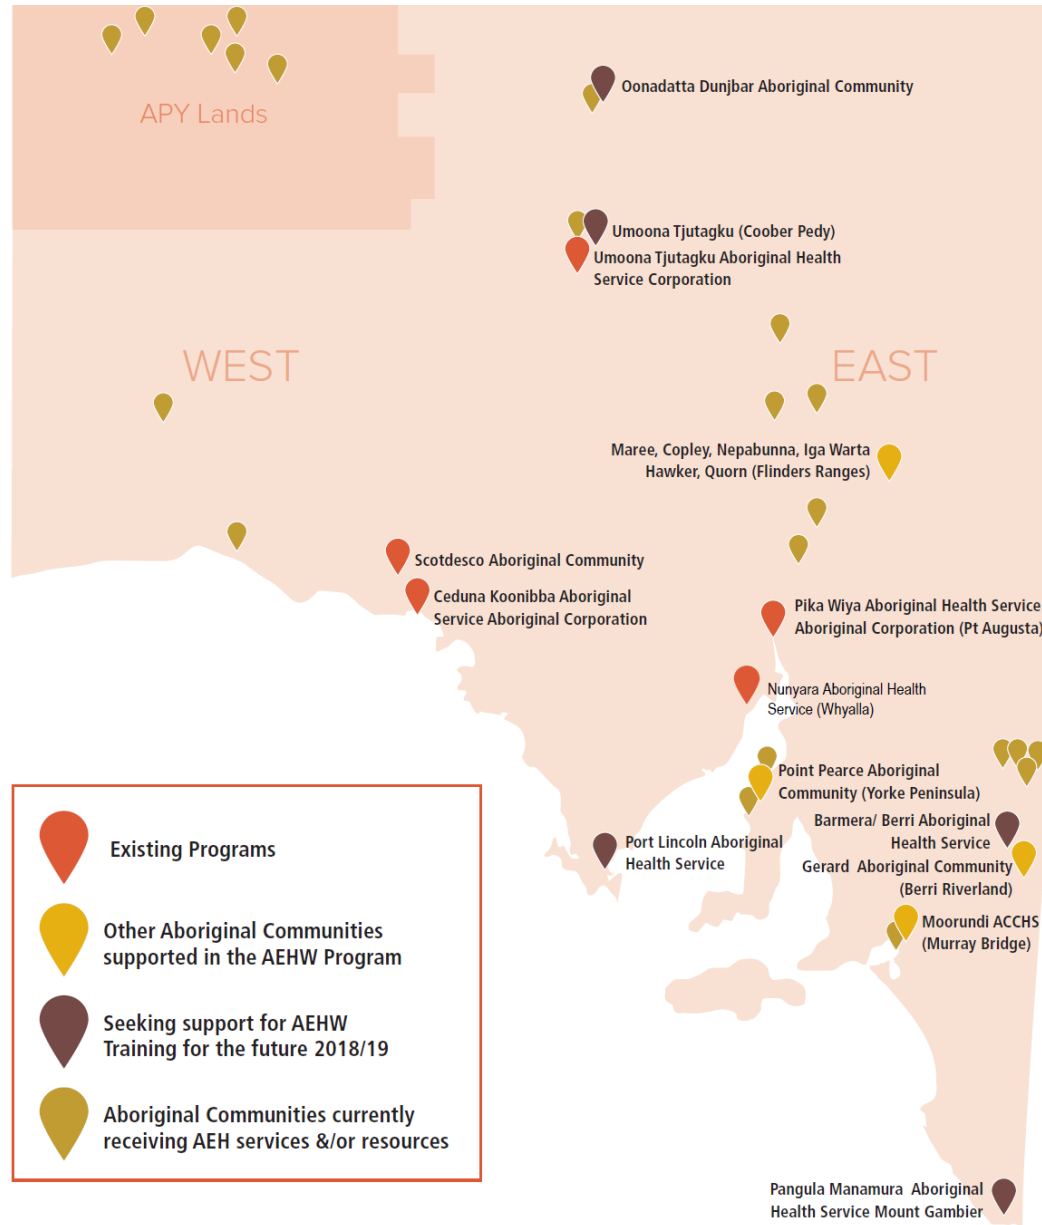 APY Lands
Oonadatta Dunjbar Aboriginal Community
Umoona Tjutagku (Coober Pedy)
Umoona Tjutagku Aboriginal Health
Service Corporation
WEST
EAST
Maree, Copley, Nepabunna, Iga Warta
Hawker, Quorn (Flinders Ranges)
Scotdesco Aboriginal Community
Ceduna Koonibba Aboriginal
Service Aboriginal Corporation
Pika Wiya Aboriginal Health Service
Aboriginal Corporation (Pt Augusta)
Nunyara Aboriginal Health
Service (Whyalla)
Point Pearce Aboriginal
Community (Yorke Peninsula)
Barmera/ Berri Aboriginal
Health Service
Port Lincoln Aboriginal
Health Service
Gerard Aboriginal Community
(Berri Riverland)
Moorundi ACCHS
(Murray Bridge)
Existing Programs
Other Aboriginal Communities
supported in the AEHW Program
Seeking support for AEHW
Training for the future 2018/19
Aboriginal Communities currently
receiving AEH services &/or resources
Pangula Manamura Aboriginal
Health Service Mount Gambier